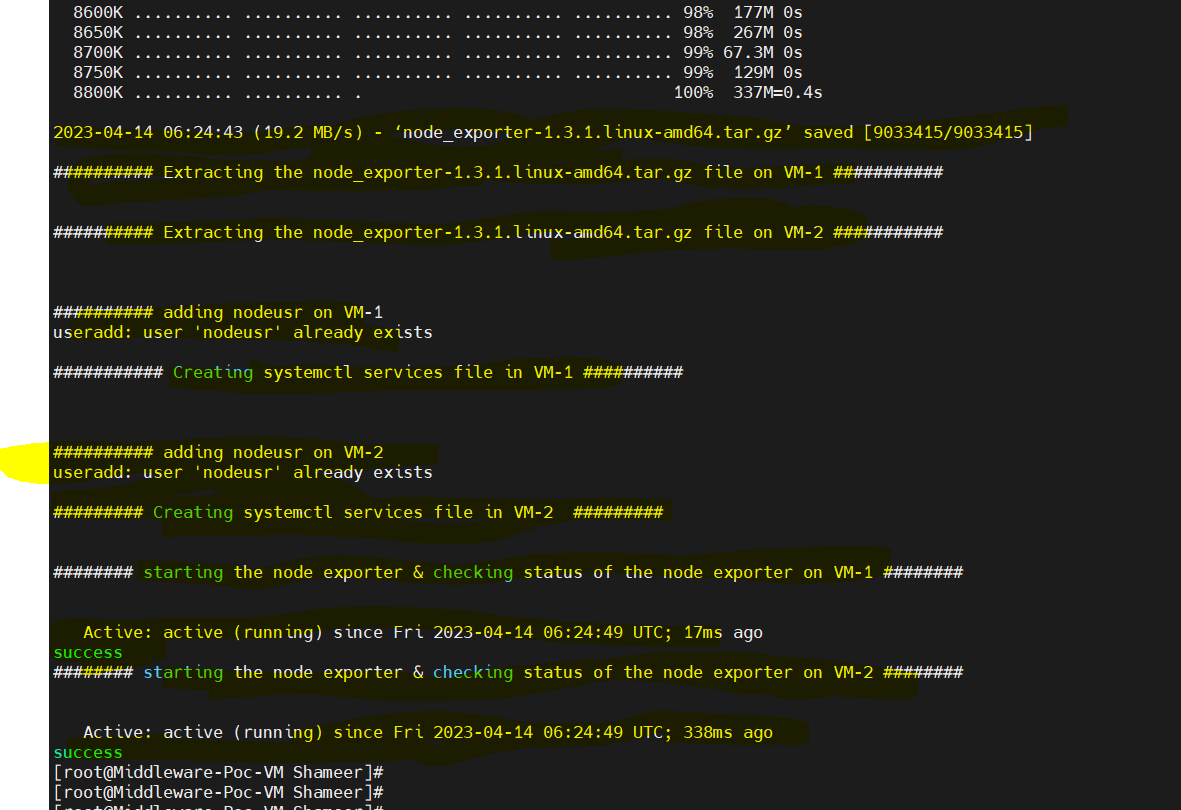 8600K .......... .......... .......... .......... .......... 98%  177M 0s
8650K .......... .......... .......... .......... .......... 98%  267M 0s
8700K .......... .......... .......... .......... .......... 99% 67.3M 0s
8750K .......... .......... .......... .......... .......... 99%  129M 0s
8800K .......... .......... .                               100%  337M=0.4s
2023-04-14 06:24:43 (19.2 MB/s) - ‘node_exporter-1.3.1.linux-amd64.tar.gz’ saved [9033415/9033415]
########## Extracting the node_exporter-1.3.1.linux-amd64.tar.gz file on VM-1 ###########
########## Extracting the node_exporter-1.3.1.linux-amd64.tar.gz file on VM-2 ###########
########## adding nodeusr on VM-1
useradd: user 'nodeusr' already exists
########### Creating systemctl services file in VM-1 ##########
########## adding nodeusr on VM-2
useradd: user 'nodeusr' already exists
######### Creating systemctl services file in VM-2  #########
######## starting the node exporter & checking status of the node exporter on VM-1 ########
Active: active (running) since Fri 2023-04-14 06:24:49 UTC; 17ms ago
success
######## starting the node exporter & checking status of the node exporter on VM-2 ########
Active: active (running) since Fri 2023-04-14 06:24:49 UTC; 338ms ago
success
[root@Middleware-Poc-VM Shameer]#
[root@Middleware-Poc-VM Shameer]#
[root@Middleware-Poc-VM Shameer]#